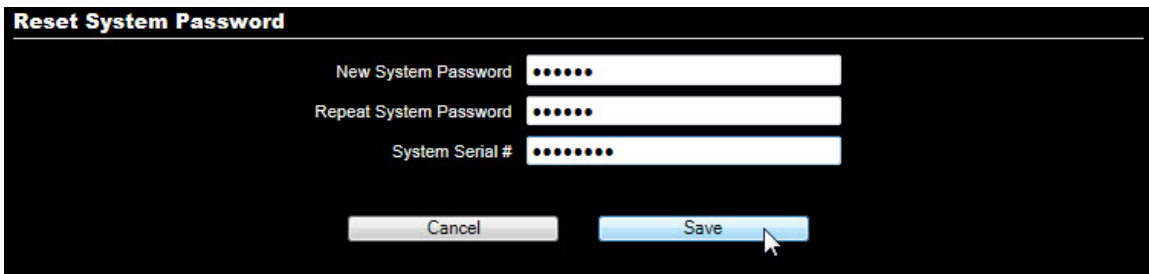 Reset System Password
New System Password ••••••
Repeat System Password ••••••
System Serial # ••••••••
Cancel Save